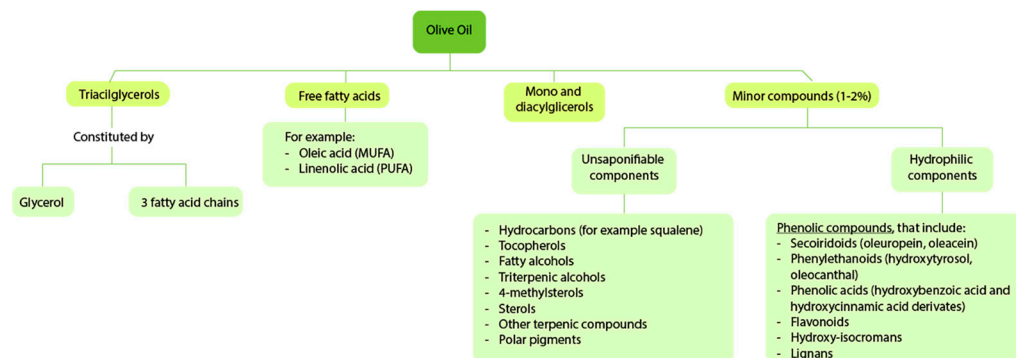 Olive Oil
Triacilglycerols
Free fatty acids
Mono and
diacylglicerols
Minor compounds (1-2%)
Constituted by
Glycerol
3 fatty acid chains
For example:
- Oleic acid (MUFA)
- Linenolic acid (PUFA)
Unsaponifiable
components
Hydrophilic
components
- Hydrocarbons (for example squalene)
- Tocopherols
- Fatty alcohols
- Triterpenic alcohols
- 4-methylsterols
- Sterols
- Other terpenic compounds
- Polar pigments
Phenolic compounds, that include:
- Secoiridoids (oleuropein, oleacein)
- Phenylethanoids (hydroxytyrosol,
oleocanthal)
- Phenolic acids (hydroxybenzoic acid and
hydroxycinnamic acid derivates)
- Flavonoids
- Hydroxy-isocromans
- Lignans